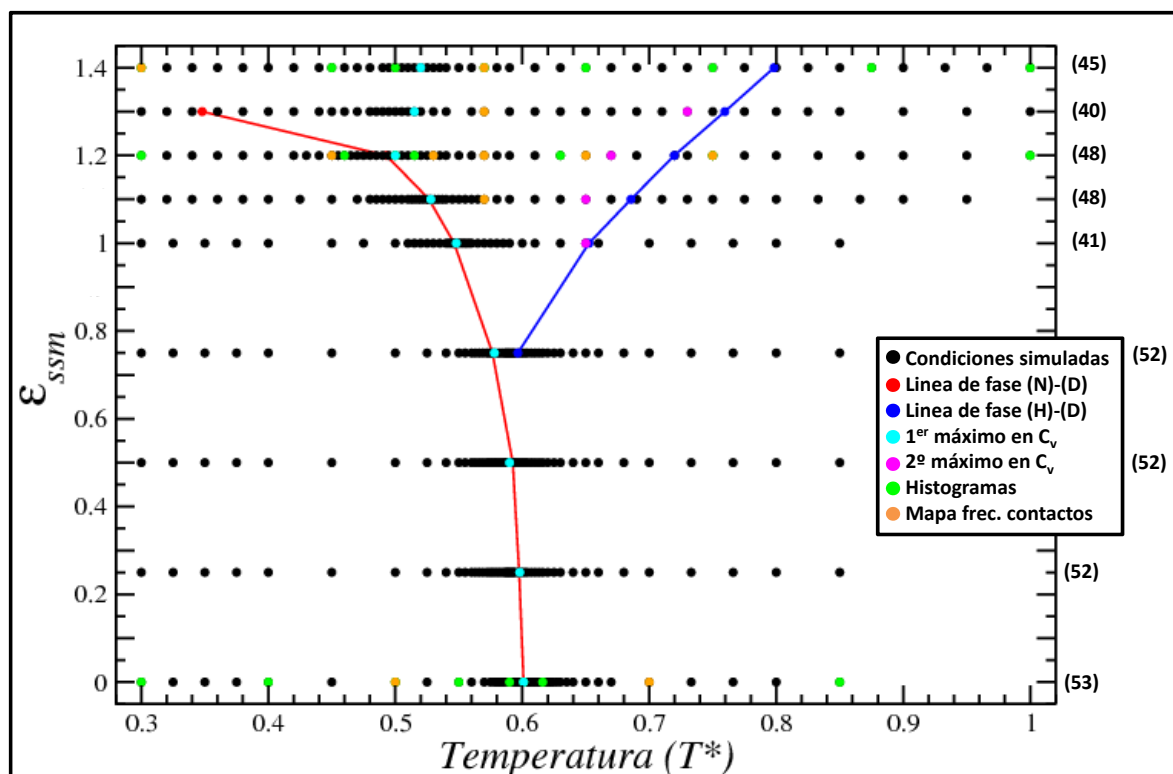 1.4
(45)
(40)
1.2
(48)
(48)
1
(41)
0.8
(52)
0.6
0.4
(52)
0.2
(52)
0
(53)
ε_ssm
Condiciones simuladas
Linea de fase (N)-(D)
Linea de fase (H)-(D)
1er máximo en Cv
2º máximo en Cv
Histogramas
Mapa frec. contactos
0.3 0.4 0.5 0.6 0.7 0.8 0.9 1
Temperatura (T*)